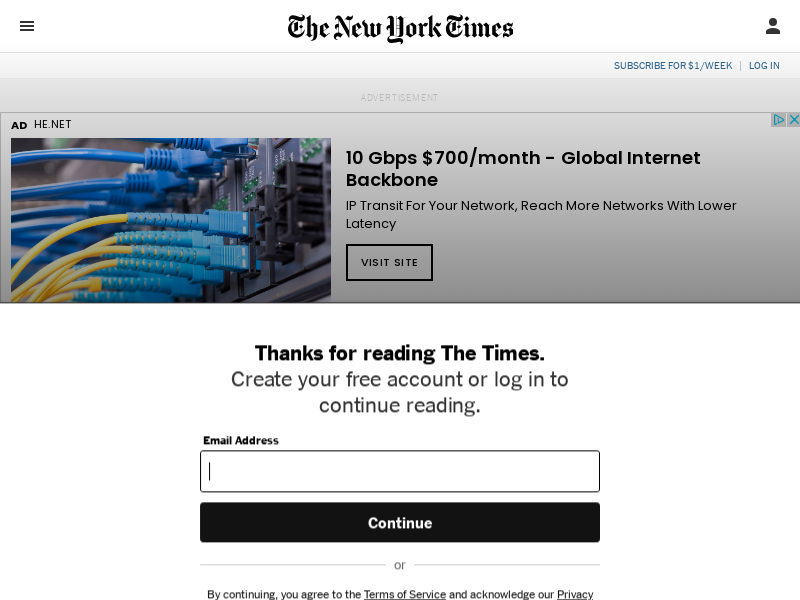 The New York Times
SUBSCRIBE FOR $1/WEEK | LOG IN
ADVERTISEMENT
AD HE.NET
10 Gbps $700/month - Global Internet
Backbone
IP Transit For Your Network, Reach More Networks With Lower
Latency
VISIT SITE
Thanks for reading The Times.
Create your free account or log in to
continue reading.
Email Address
Continue
or
By continuing, you agree to the Terms of Service and acknowledge our Privacy